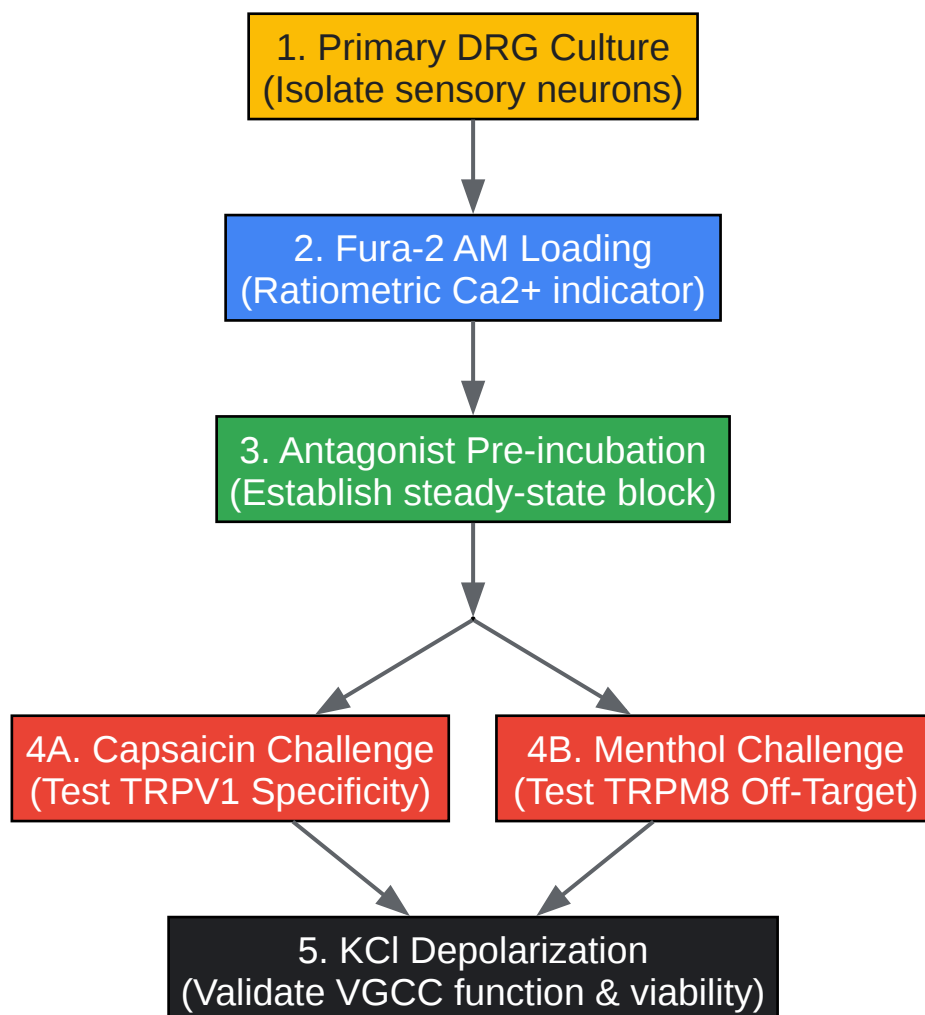 1. Primary DRG Culture
(Isolate sensory neurons)
2. Fura-2 AM Loading
(Ratiometric Ca2+ indicator)
3. Antagonist Pre-incubation
(Establish steady-state block)
4A. Capsaicin Challenge
(Test TRPV1 Specificity)
4B. Menthol Challenge
(Test TRPM8 Off-Target)
5. KCl Depolarization
(Validate VGCC function & viability)